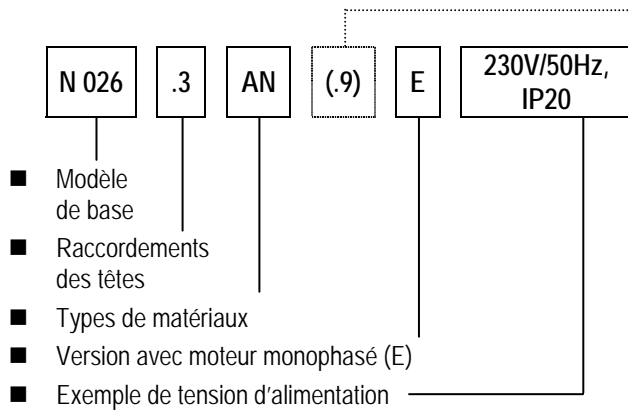 N 026 .3 AN (.9) E 230V/50Hz,
IP20
■ Modèle
de base
■ Raccordements
des têtes
■ Types de matériaux
■ Version avec moteur monophasé (E)
■ Exemple de tension d'alimentation